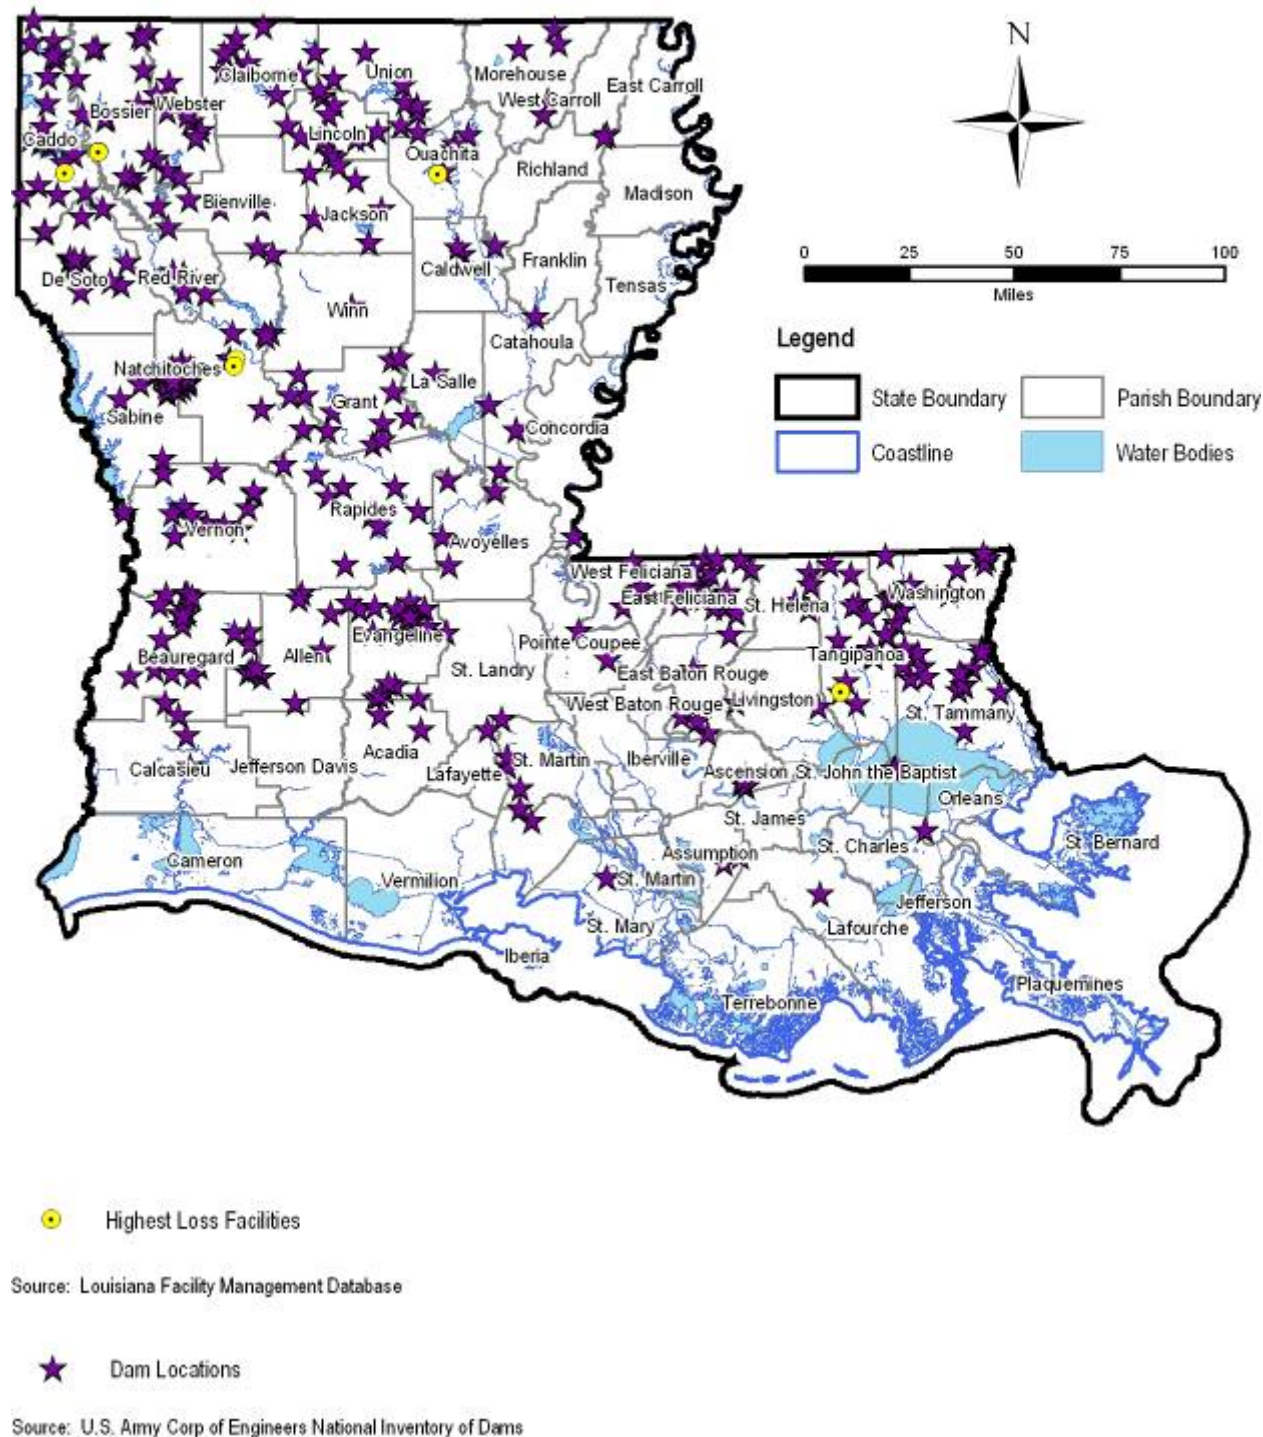 N
Claiborne
Union
Morehouse
East Carroll
West Carroll
Bossier
Webster
Caddo
Lincoln
Ouachita
Richland
Madison
Bienville
Jackson
0 25 50 75 100
Miles
De Soto
Red River
Caldwell
Franklin
Tensas
Winn
Catahoula
Legend
State Boundary
Parish Boundary
Coastline
Water Bodies
Natchitoches
La Salle
Sabine
Grant
Concordia
Vernon
Rapides
Avoyelles
West Feliciana
East Feliciana
St. Helena
Washington
Beauregard
Allen
Evangeline
Pointe Coupee
St. Landry
Tangipahoa
East Baton Rouge
West Baton Rouge
Livingston
St. Tammany
Calcasieu
Jefferson Davis
Acadia
Lafayette
St. Martin
Iberville
Ascension
St. John the Baptist
Orleans
St. James
St. Charles
St. Bernard
Cameron
Vermilion
Assumption
St. Martin
Jefferson
St. Mary
Lafourche
Iberia
Plaquemines
Terrebonne
Highest Loss Facilities
Source: Louisiana Facility Management Database
Dam Locations
Source: U.S. Army Corp of Engineers National Inventory of Dams